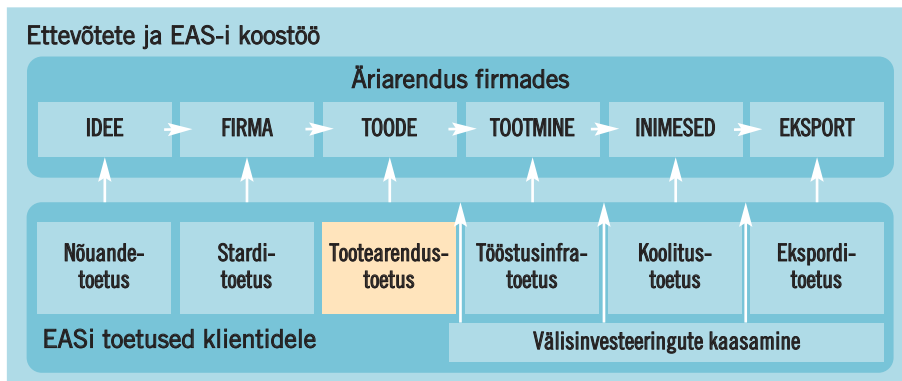 Ettevõtete ja EAS-i koostöö
Äriarendus firmades
IDEE
FIRMA
TOODE
TOOTMINE
INIMESED
EKSPORT
Nõuande-
toetus
Stardi-
toetus
Tootearendus-
toetus
Tööstusinfra-
toetus
Koolitus-
toetus
Ekspordi-
toetus
EASi toetused klientidele
Välisinvesteeringute kaasamine